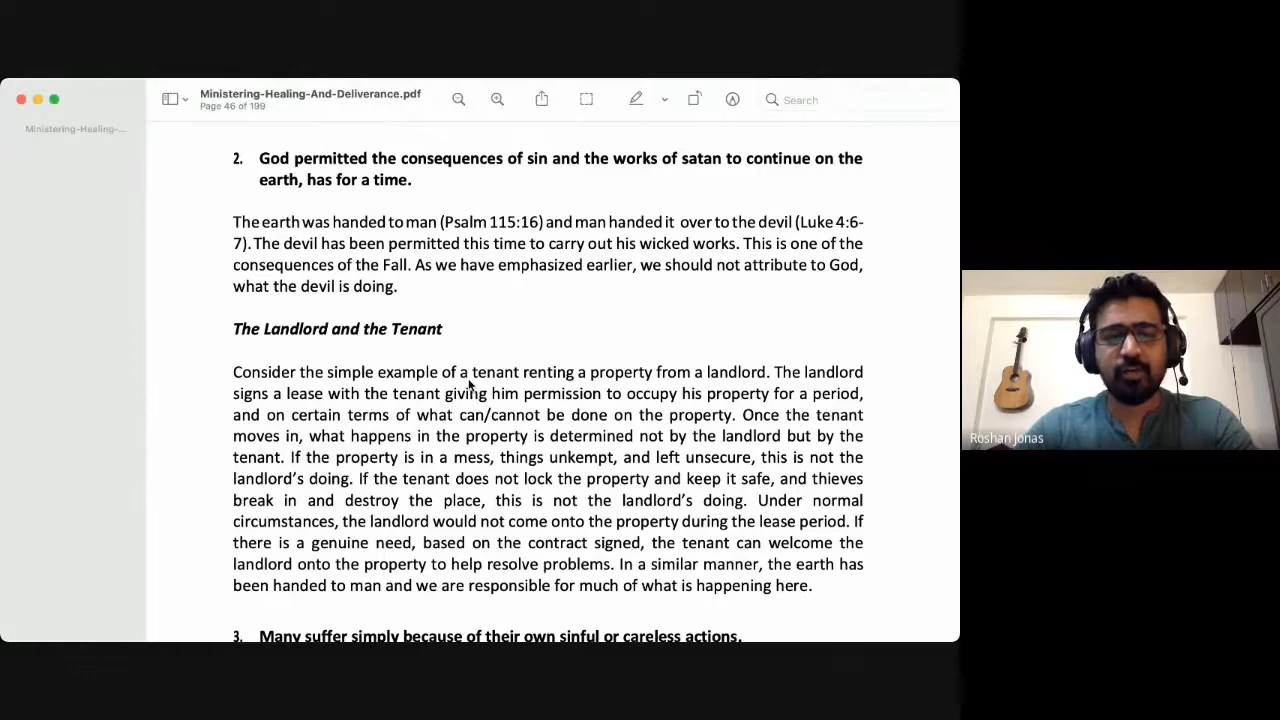 Ministering-Healing-And-Deliverance.pdf
Page 46 of 199
Search
Ministering-Healing-...
2. God permitted the consequences of sin and the works of satan to continue on the
earth, has for a time.
The earth was handed to man (Psalm 115:16) and man handed it over to the devil (Luke 4:6-
7). The devil has been permitted this time to carry out his wicked works. This is one of the
consequences of the Fall. As we have emphasized earlier, we should not attribute to God,
what the devil is doing.
The Landlord and the Tenant
Consider the simple example of a tenant renting a property from a landlord. The landlord
signs a lease with the tenant giving him permission to occupy his property for a period,
and on certain terms of what can/cannot be done on the property. Once the tenant
moves in, what happens in the property is determined not by the landlord but by the
tenant. If the property is in a mess, things unkempt, and left unsecure, this is not the
landlord's doing. If the tenant does not lock the property and keep it safe, and thieves
break in and destroy the place, this is not the landlord's doing. Under normal
circumstances, the landlord would not come onto the property during the lease period. If
there is a genuine need, based on the contract signed, the tenant can welcome the
landlord onto the property to help resolve problems. In a similar manner, the earth has
been handed to man and we are responsible for much of what is happening here.
3. Many suffer simply because of their own sinful or careless actions.
Roshan Jonas